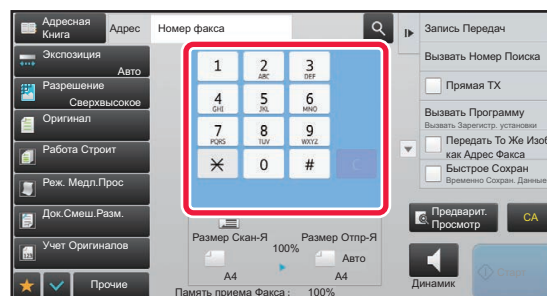 Адресная
Книга
Адрес
Номер факса
Экспозиция
Авто
Разрешение
Сверхвысокое
Оригинал
Работа Строит
Реж. Медл.Прос
Док.Смеш.Разм.
Учет Оригиналов
Прочие
1
2
ABC
3
DEF
4
GHI
5
JKL
6
MNO
7
PQRS
8
TUV
9
WXYZ
0
#
C
Размер Скан-Я
100%
Размер Отпр-Я
Авто
A4
A4
Память приема Факса :
100%
Запись Передач
Вызвать Номер Поиска
Прямая TX
Вызвать Программу
Вызвать Зарегистр. установки
Передать То Же Изоб
как Адрес Факса
Быстрое Сохран
Временно Сохран. Данные
Предварит.
Просмотр
CA
Динамик
Старт